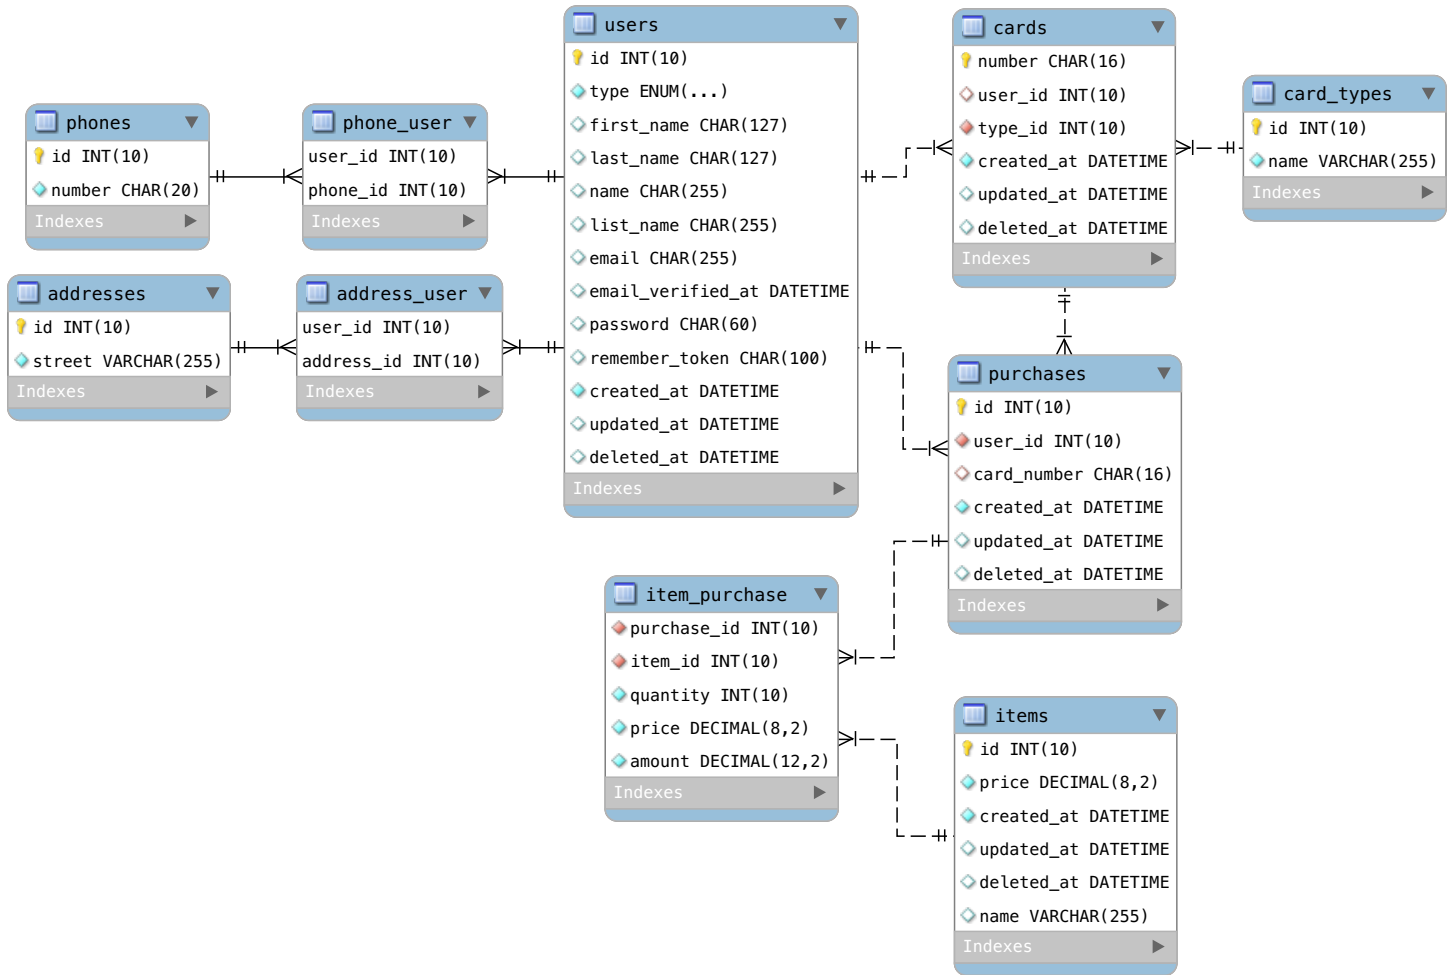 phones
id INT(10)
number CHAR(20)
Indexes
phone_user
user_id INT(10)
phone_id INT(10)
Indexes
addresses
id INT(10)
street VARCHAR(255)
Indexes
address_user
user_id INT(10)
address_id INT(10)
Indexes
users
id INT(10)
type ENUM(...)
first_name CHAR(127)
last_name CHAR(127)
name CHAR(255)
list_name CHAR(255)
email CHAR(255)
email_verified_at DATETIME
password CHAR(60)
remember_token CHAR(100)
created_at DATETIME
updated_at DATETIME
deleted_at DATETIME
Indexes
cards
number CHAR(16)
user_id INT(10)
type_id INT(10)
created_at DATETIME
updated_at DATETIME
deleted_at DATETIME
Indexes
card_types
id INT(10)
name VARCHAR(255)
Indexes
purchases
id INT(10)
user_id INT(10)
card_number CHAR(16)
created_at DATETIME
updated_at DATETIME
deleted_at DATETIME
Indexes
item_purchase
purchase_id INT(10)
item_id INT(10)
quantity INT(10)
price DECIMAL(8,2)
amount DECIMAL(12,2)
Indexes
items
id INT(10)
price DECIMAL(8,2)
created_at DATETIME
updated_at DATETIME
deleted_at DATETIME
name VARCHAR(255)
Indexes